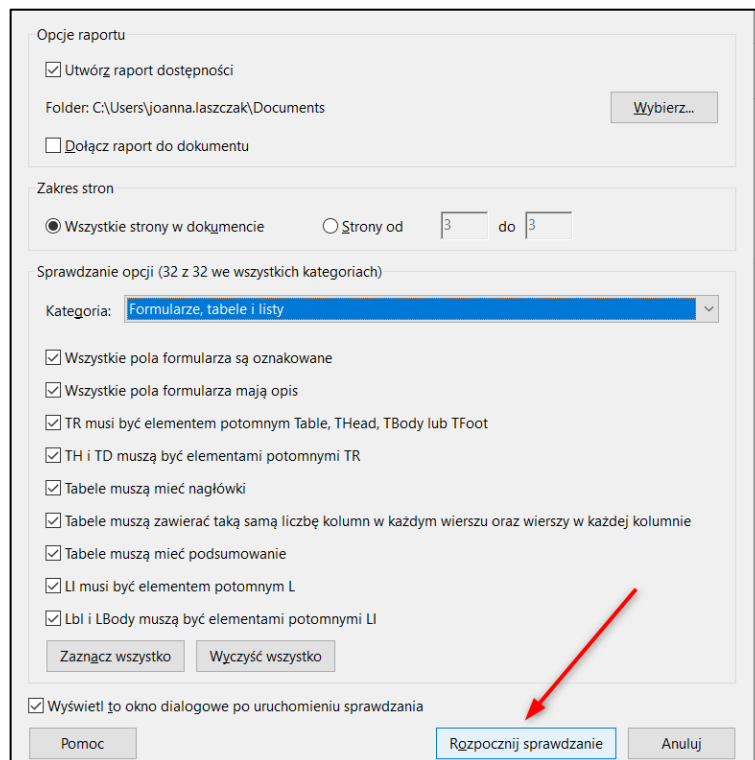 Opcje raportu
Utwórz raport dostępności
Folder: C:\Users\joanna.laszczak\Documents
Wybierz...
Dołącz raport do dokumentu
Zakres stron
Wszystkie strony w dokumencie Strony od 3 do 3
Sprawdzanie opcji (32 z 32 we wszystkich kategoriach)
Kategoria: Formularze, tabele i listy
Wszystkie pola formularza są oznakowane
Wszystkie pola formularza mają opis
TR musi być elementem potomnym Table, THead, TBody lub TFoot
TH i TD muszą być elementami potomnymi TR
Tabele muszą mieć nagłówki
Tabele muszą zawierać taką samą liczbę kolumn w każdym wierszu oraz wierszy w każdej kolumnie
Tabele muszą mieć podsumowanie
LI musi być elementem potomnym L
Lbl i LBody muszą być elementami potomnymi LI
Zaznacz wszystko Wyczyść wszystko
Wyświetl to okno dialogowe po uruchomieniu sprawdzania
Pomoc Rozpocznij sprawdzanie Anuluj